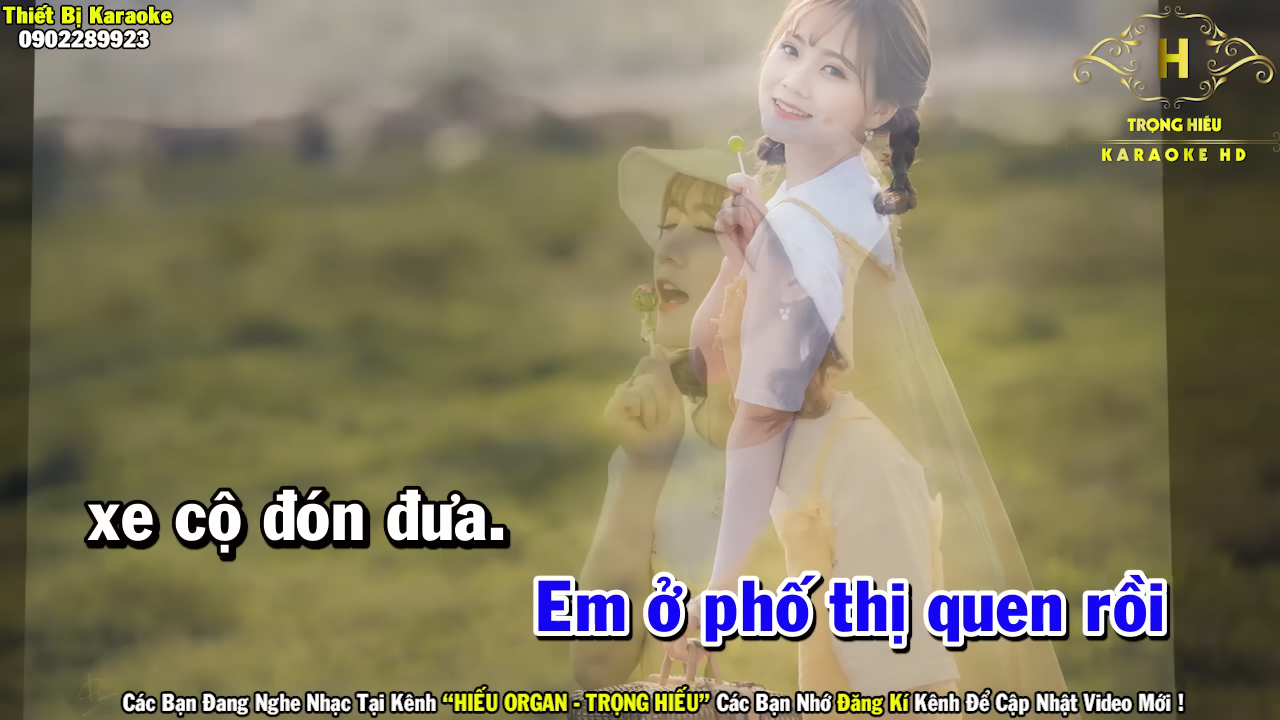 Thiết Bị Karaoke
0902289923
H
TRỌNG HIẾU
KARAOKE HD
xe cộ đón đưa.
Em ở phố thị quen rồi
Các Bạn Đang Nghe Nhạc Tại Kênh “HIẾU ORGAN - TRỌNG HIẾU” Các Bạn Nhớ Đăng Kí Kênh Để Cập Nhật Video Mới !